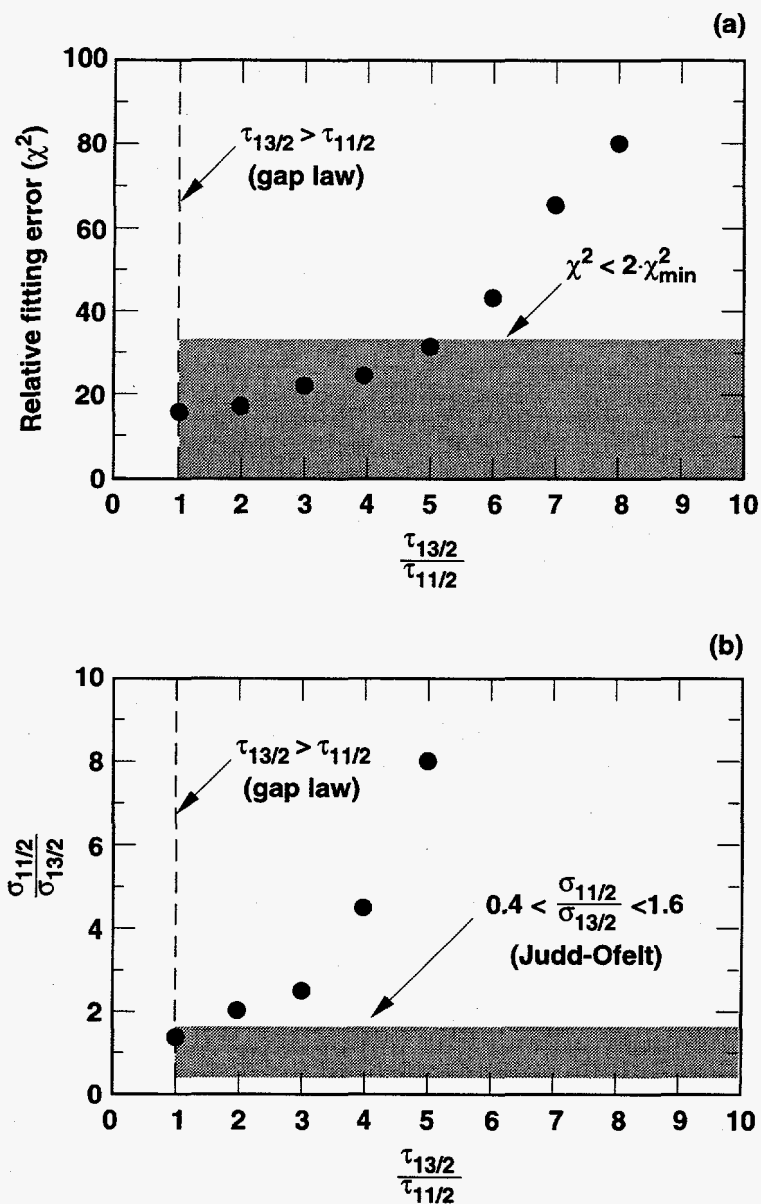 (a)
Relative fitting error (χ²)
100
80
60
40
20
0
τ13/2 > τ11/2
(gap law)
χ² < 2·χ²min
0 1 2 3 4 5 6 7 8 9 10
τ13/2
τ11/2
(b)
σ11/2
σ13/2
10
8
6
4
2
0
τ13/2 > τ11/2
(gap law)
0.4 < σ11/2 / σ13/2 <1.6
(Judd-Ofelt)
0 1 2 3 4 5 6 7 8 9 10
τ13/2
τ11/2